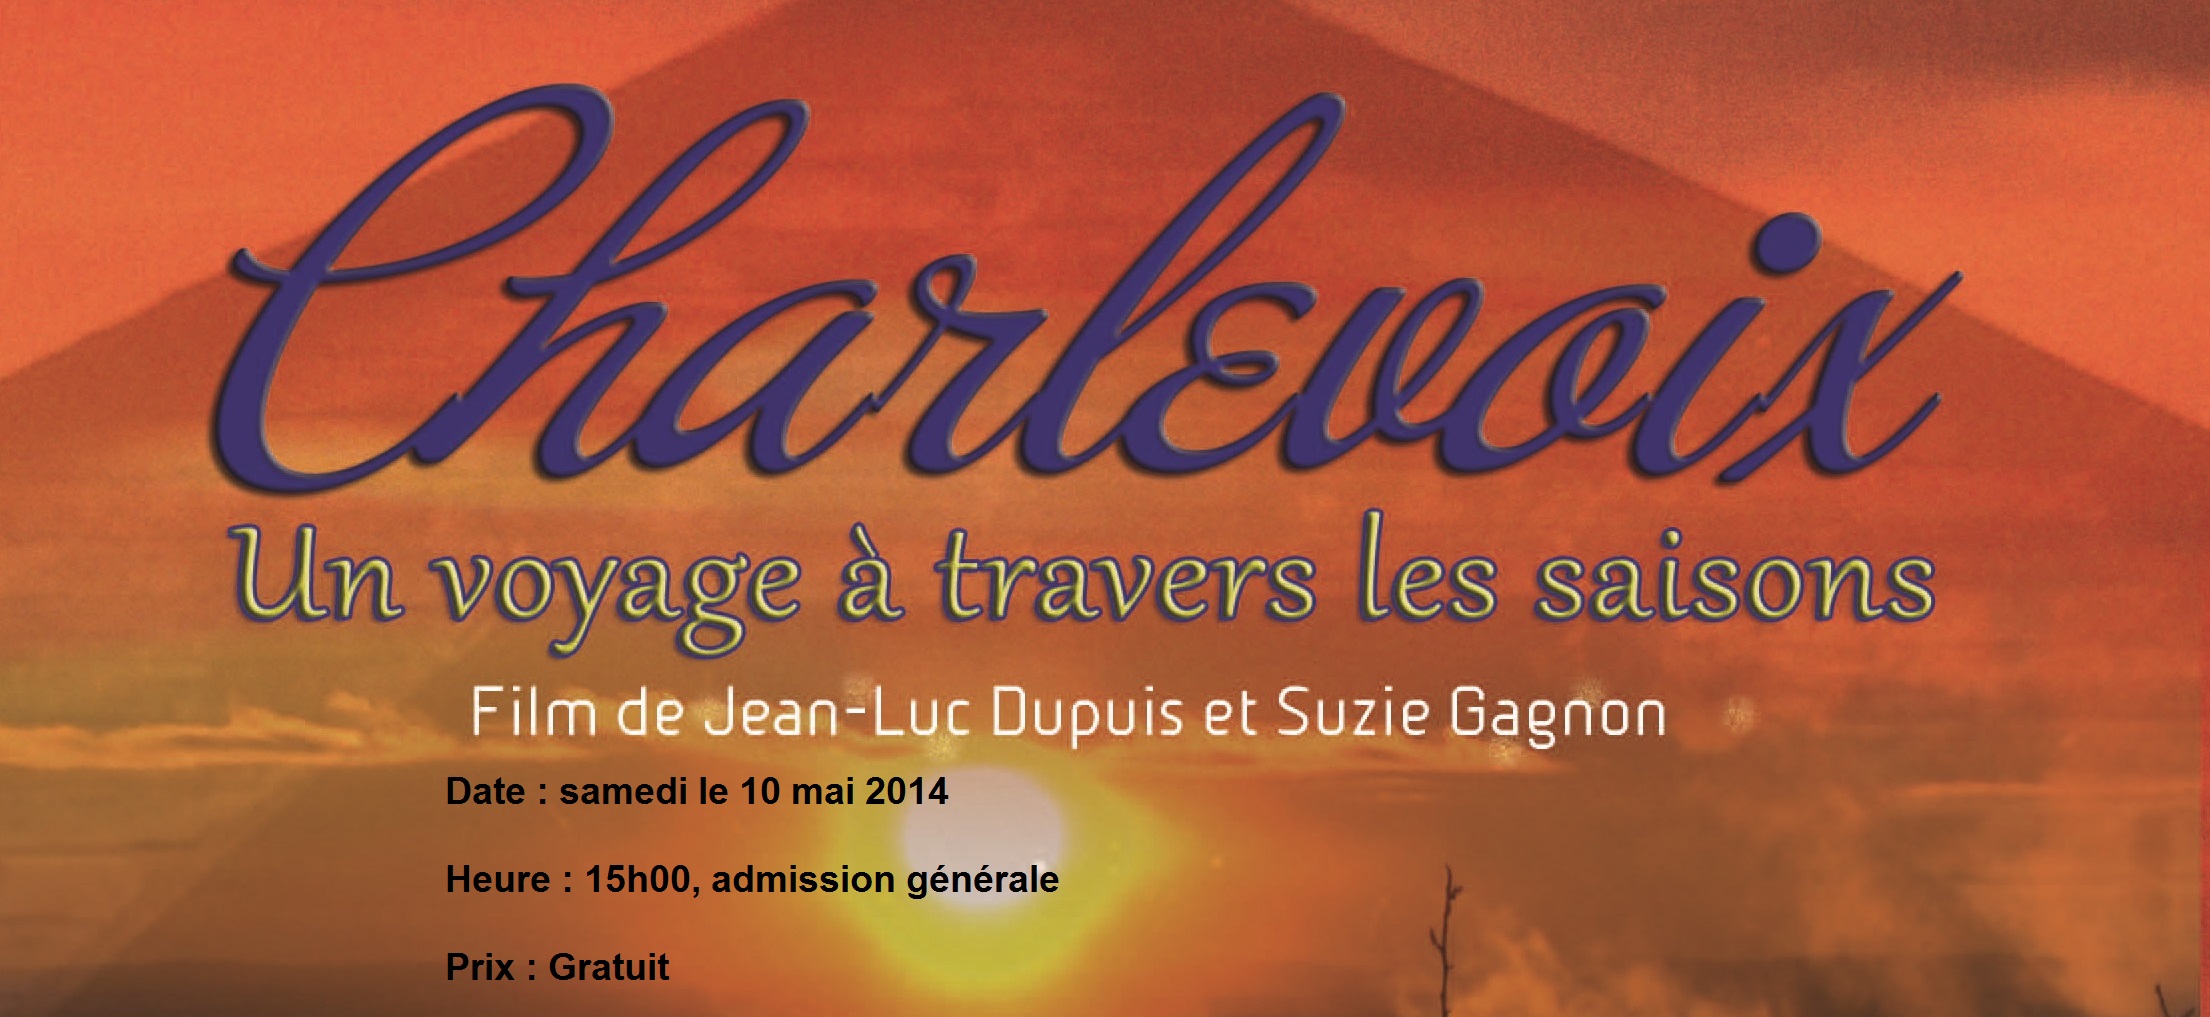 Charlevoix
Un voyage à travers les saisons
Film de Jean-Luc Dupuis et Suzie Gagnon
Date : samedi le 10 mai 2014
Heure : 15h00, admission générale
Prix : Gratuit